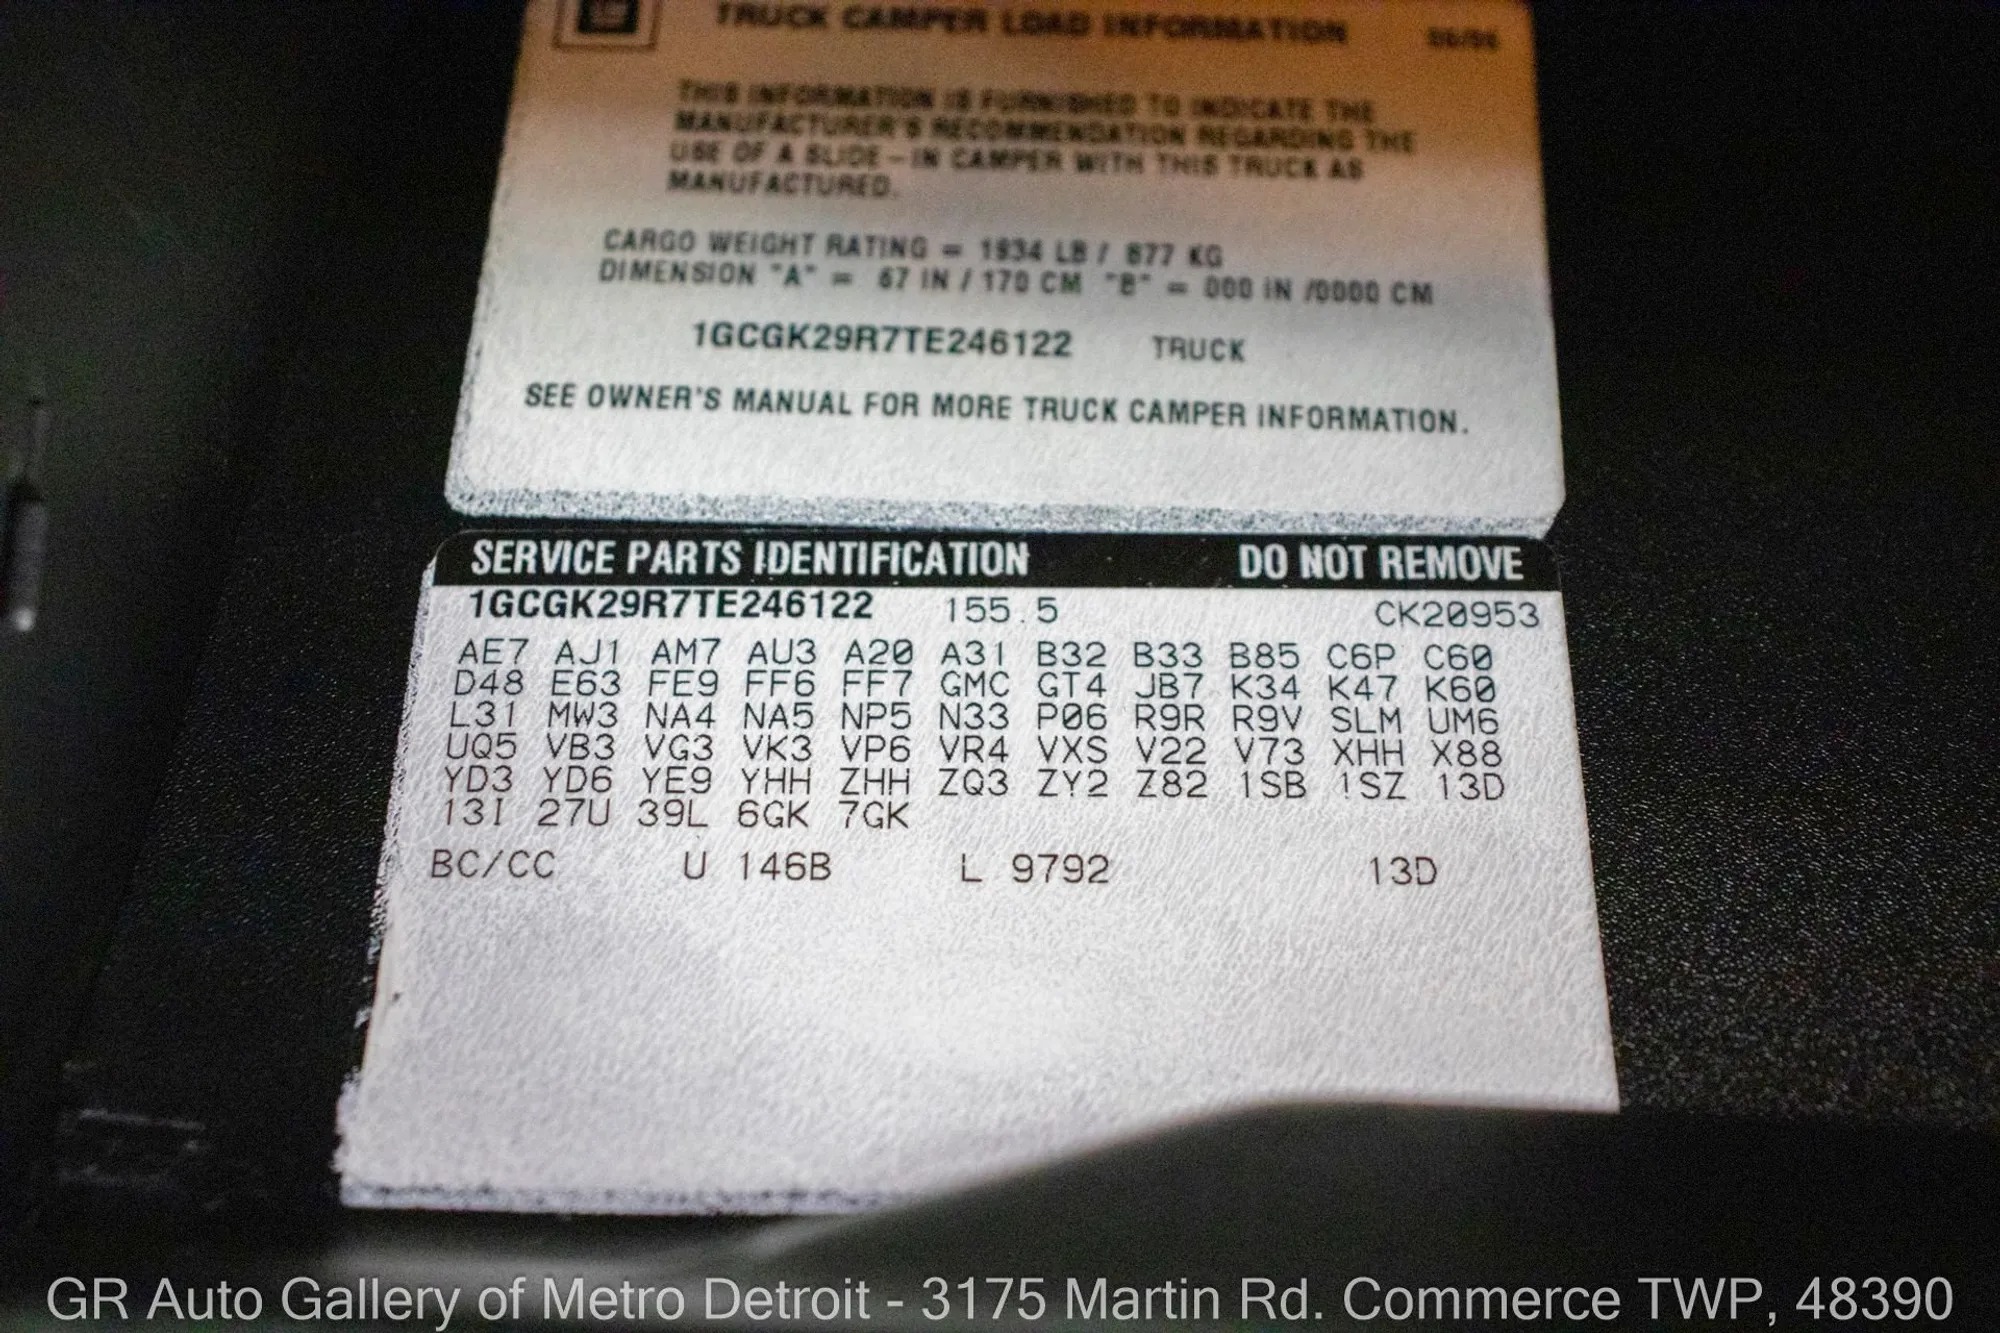 TRUCK CAMPER LOAD INFORMATION
THIS INFORMATION IS FURNISHED TO INDICATE THE
MANUFACTURER'S RECOMMENDATION REGARDING THE
USE OF A SLIDE-IN CAMPER WITH THIS TRUCK AS
MANUFACTURED.
CARGO WEIGHT RATING = 1934 LB / 877 KG
DIMENSION "A" = 67 IN / 170 CM "B" = 000 IN /0000 CM
1GCGK29R7TE246122 TRUCK
SEE OWNER'S MANUAL FOR MORE TRUCK CAMPER INFORMATION.
SERVICE PARTS IDENTIFICATION DO NOT REMOVE
1GCGK29R7TE246122 155.5 CK20953
AE7 AJ1 AM7 AU3 A20 A31 B32 B33 B85 C6P C60
D48 E63 FE9 FF6 FF7 GMC GT4 JB7 K34 K47 K60
L31 MW3 NA4 NA5 NP5 N33 P06 R9R R9V SLM UM6
UQ5 VB3 VG3 VK3 VP6 VR4 VXS V22 V73 XHH X88
YD3 YD6 YE9 YHH ZHH ZQ3 ZY2 Z82 1SB 1SZ 13D
13I 27U 39L 6GK 7GK
BC/CC U 146B L 9792 13D
GR Auto Gallery of Metro Detroit - 3175 Martin Rd. Commerce TWP, 48390